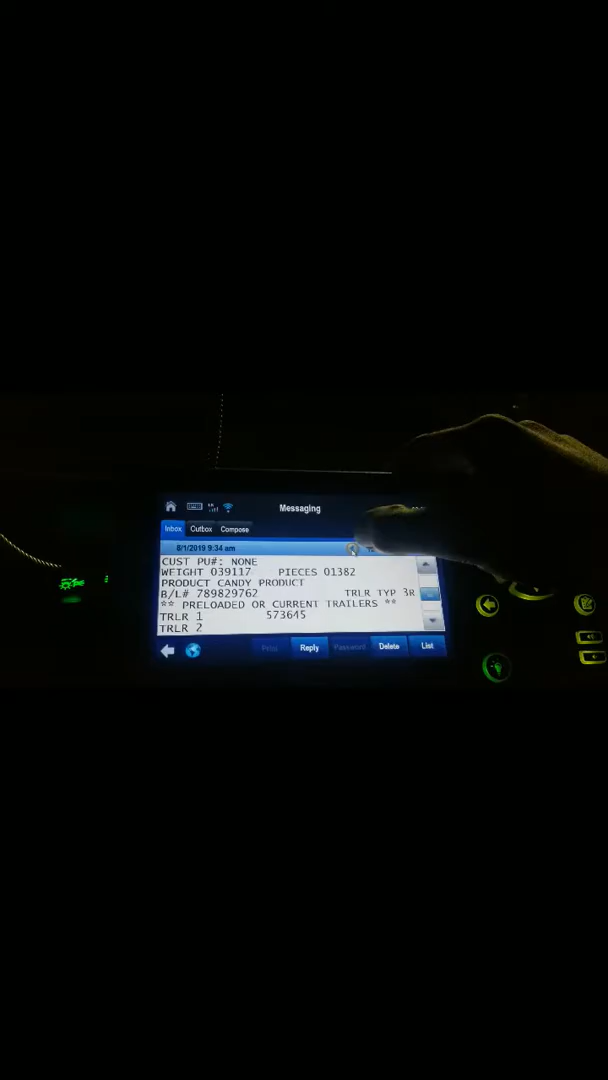 Messaging
Inbox Outbox Compose
8/1/2019 9:34 am
CUST PU#: NONE
WEIGHT 039117 PIECES 01382
PRODUCT CANDY PRODUCT
B/L# 789829762 TRLR TYP 3R
** PRELOADED OR CURRENT TRAILERS **
TRLR 1 573645
TRLR 2
Print Reply Password Delete List